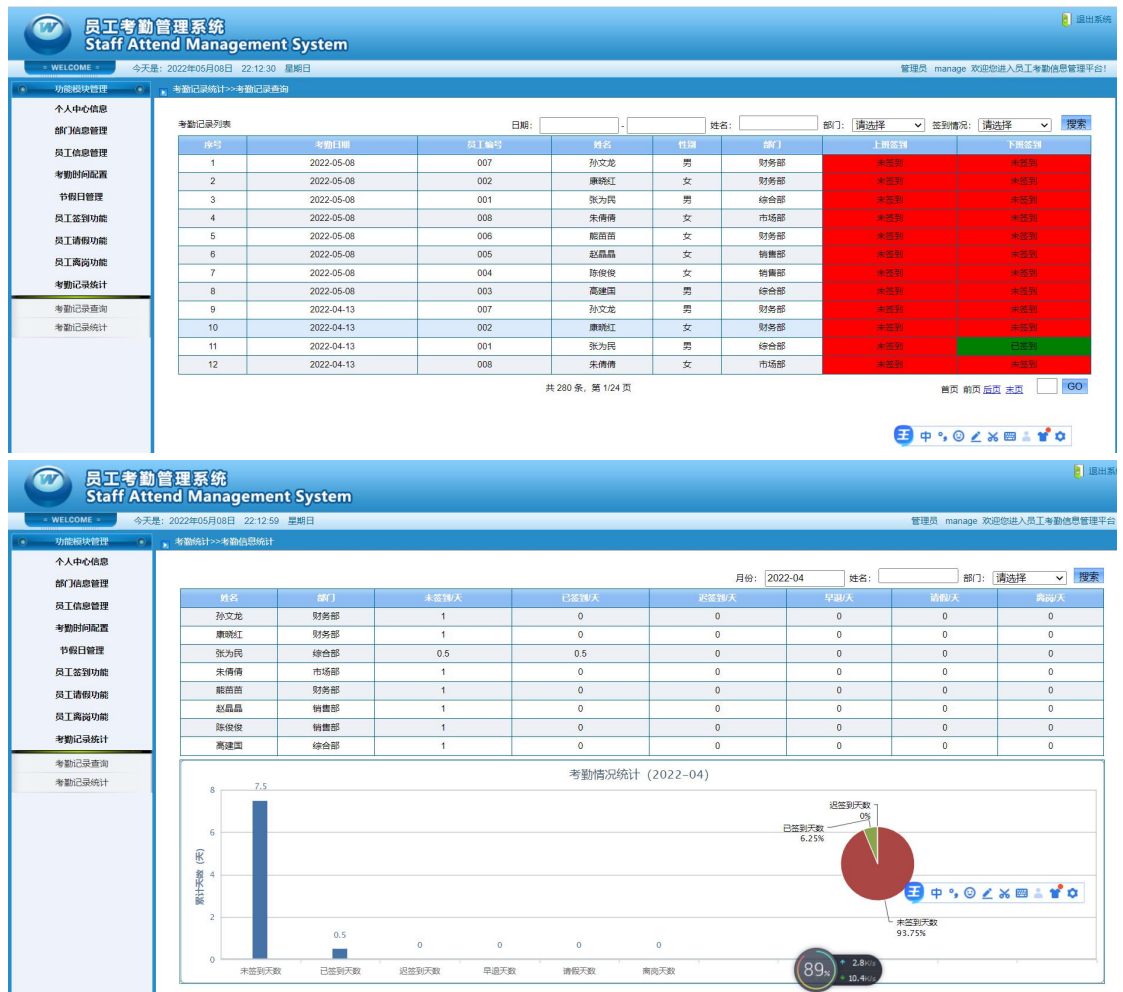 员工考勤管理系统
Staff Attend Management System
退出系统
= WELCOME = 今天是: 2022年05月08日 22:12:30 星期日 管理员 manage 欢迎您进入员工考勤信息管理平台!
功能模块管理 考勤记录统计>>考勤记录查询
个人中心信息
部门信息管理
员工信息管理
考勤时间配置
节假日管理
员工签到功能
员工请假功能
员工离岗功能
考勤记录统计
考勤记录查询
考勤记录统计
考勤记录列表 日期: - 姓名: 部门: 请选择 签到情况: 请选择 搜索
序号 考勤日期 员工编号 姓名 性别 部门 上班签到 下班签到
1 2022-05-08 007 孙文龙 男 财务部 未签到 未签到
2 2022-05-08 002 康晓红 女 财务部 未签到 未签到
3 2022-05-08 001 张为民 男 综合部 未签到 未签到
4 2022-05-08 008 朱倩倩 女 市场部 未签到 未签到
5 2022-05-08 006 熊苗苗 女 财务部 未签到 未签到
6 2022-05-08 005 赵晶晶 女 销售部 未签到 未签到
7 2022-05-08 004 陈俊俊 女 销售部 未签到 未签到
8 2022-05-08 003 高建国 男 综合部 未签到 未签到
9 2022-04-13 007 孙文龙 男 财务部 未签到 未签到
10 2022-04-13 002 康晓红 女 财务部 未签到 未签到
11 2022-04-13 001 张为民 男 综合部 未签到 已签到
12 2022-04-13 008 朱倩倩 女 市场部 未签到 未签到
共 280 条, 第 1/24 页 首页 前页 后页 末页 GO
王 中
员工考勤管理系统
Staff Attend Management System
退出系
= WELCOME = 今天是: 2022年05月08日 22:12:59 星期日 管理员 manage 欢迎您进入员工考勤信息管理平台
功能模块管理 考勤统计>>考勤信息统计
个人中心信息
部门信息管理
员工信息管理
考勤时间配置
节假日管理
员工签到功能
员工请假功能
员工离岗功能
考勤记录统计
考勤记录查询
考勤记录统计
月份: 2022-04 姓名: 部门: 请选择 搜索
姓名 部门 未签到/天 已签到/天 迟签到/天 早退/天 请假/天 离岗/天
孙文龙 财务部 1 0 0 0 0 0
康晓红 财务部 1 0 0 0 0 0
张为民 综合部 0.5 0.5 0 0 0 0
朱倩倩 市场部 1 0 0 0 0 0
熊苗苗 财务部 1 0 0 0 0 0
赵晶晶 销售部 1 0 0 0 0 0
陈俊俊 销售部 1 0 0 0 0 0
高建国 综合部 1 0 0 0 0 0
考勤情况统计 (2022-04)
累计天数 (天)
8
6
4
2
0
7.5
0.5
0
0
0
0
未签到天数 已签到天数 迟签到天数 早退天数 请假天数 离岗天数
迟签到天数
0%
已签到天数
6.25%
未签到天数
93.75%
王 中
89% 2.8K/s
10.4K/s